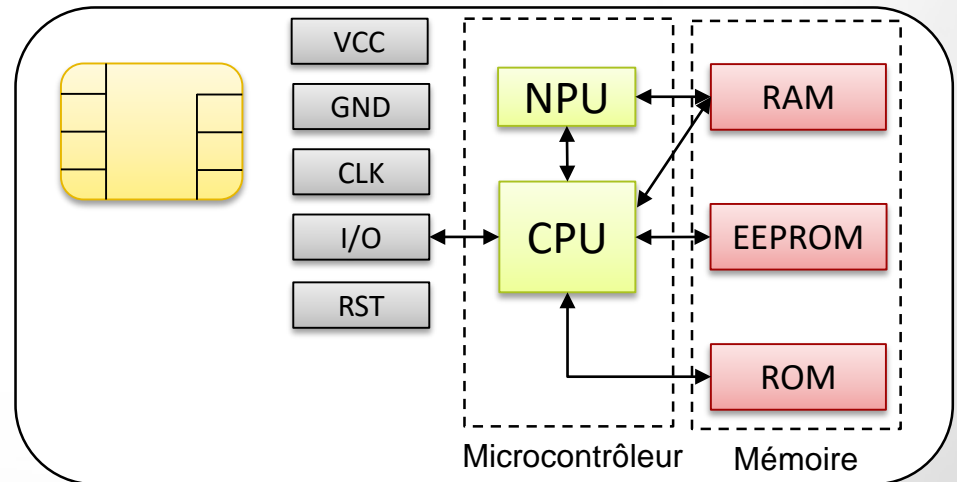 VCC
GND
CLK
I/O
RST
NPU
CPU
RAM
EEPROM
ROM
Microcontrôleur
Mémoire